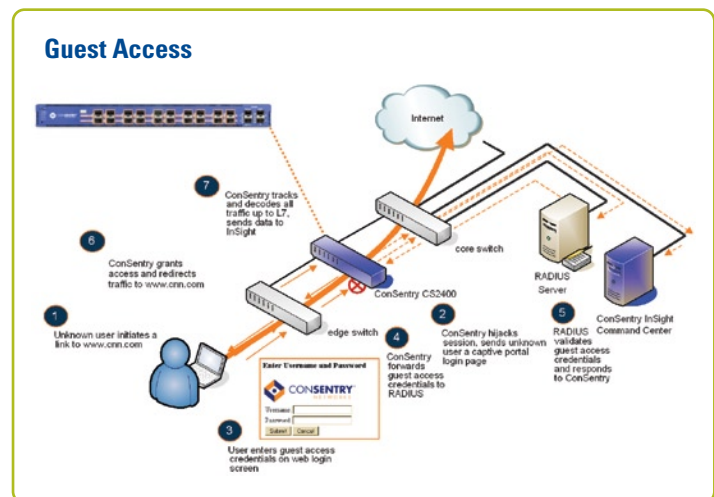 Guest Access
Internet
7
ConSentry tracks
and decodes all
traffic up to L7,
sends data to
InSight
core switch
6
ConSentry grants
access and redirects
traffic to www.cnn.com
ConSentry CS2400
RADIUS
Server
ConSentry InSight
Command Center
1
Unknown user initiates a
link to www.cnn.com
edge switch
2
ConSentry hijacks
session, sends unknown
user a captive portal
login page
4
ConSentry
forwards
guest access
credentials to
RADIUS
5
RADIUS
validates
guest access
credentials
and responds
to ConSentry
Enter Username and Password
CONSENTRY
NETWORKS
Username:
Password:
Submit Cancel
3
User enters guest access
credentials on web login
screen